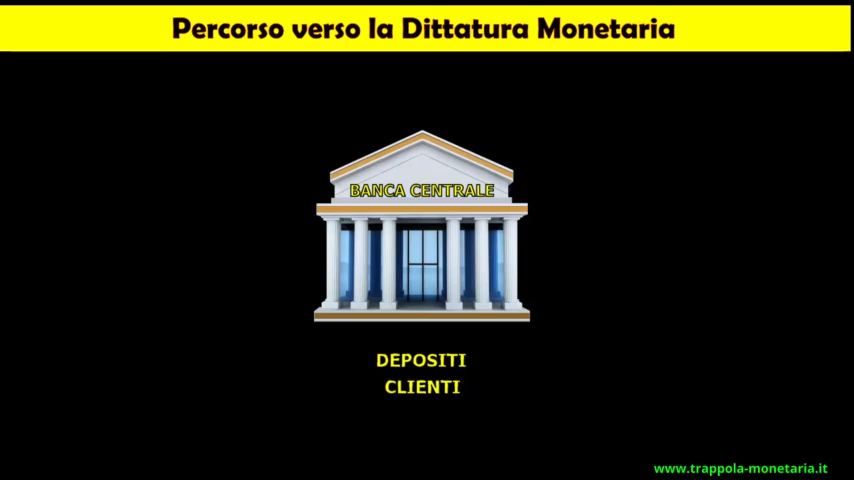 Percorso verso la Dittatura Monetaria
BANCA CENTRALE
DEPOSITI
CLIENTI
www.trappola-monetaria.it